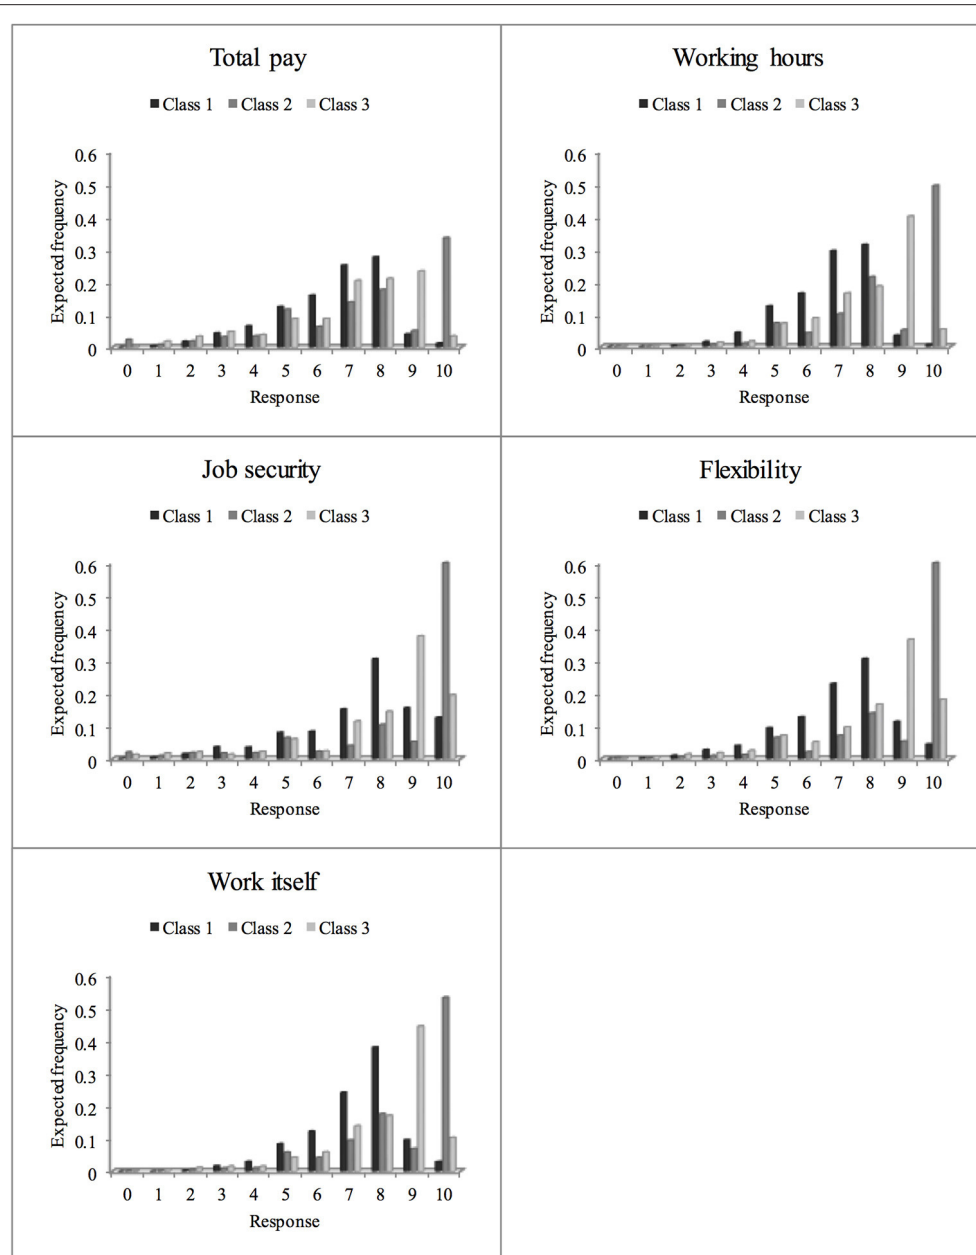 Total pay
Class 1 Class 2 Class 3
Expected frequency
0.6
0.5
0.4
0.3
0.2
0.1
0
0 1 2 3 4 5 6 7 8 9 10
Response
Working hours
Class 1 Class 2 Class 3
Expected frequency
0.6
0.5
0.4
0.3
0.2
0.1
0
0 1 2 3 4 5 6 7 8 9 10
Response
Job security
Class 1 Class 2 Class 3
Expected frequency
0.6
0.5
0.4
0.3
0.2
0.1
0
0 1 2 3 4 5 6 7 8 9 10
Response
Flexibility
Class 1 Class 2 Class 3
Expected frequency
0.6
0.5
0.4
0.3
0.2
0.1
0
0 1 2 3 4 5 6 7 8 9 10
Response
Work itself
Class 1 Class 2 Class 3
Expected frequency
0.6
0.5
0.4
0.3
0.2
0.1
0
0 1 2 3 4 5 6 7 8 9 10
Response